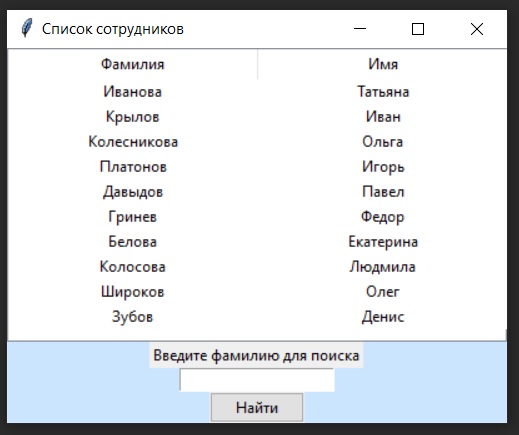 Список сотрудников
Фамилия Имя
Иванова Татьяна
Крылов Иван
Колесникова Ольга
Платонов Игорь
Давыдов Павел
Гринев Федор
Белова Екатерина
Колосова Людмила
Широков Олег
Зубов Денис
Введите фамилию для поиска
Найти